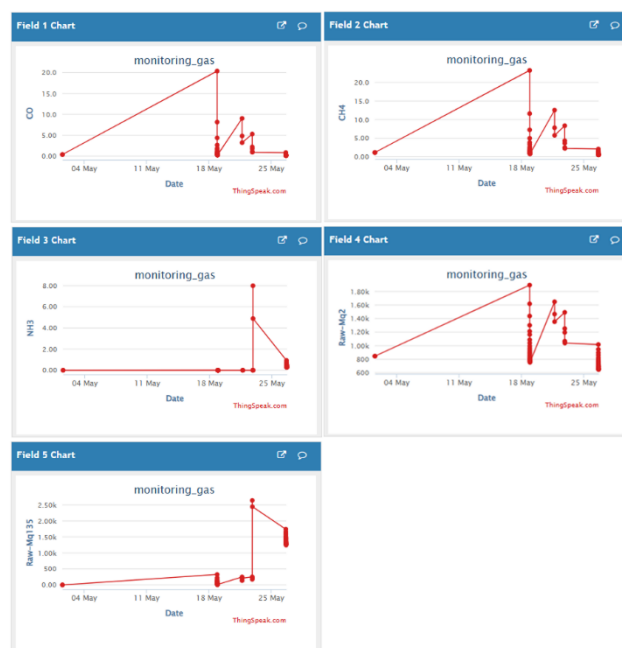 Field 1 Chart
monitoring_gas
20.0
15.0
10.0
5.00
0.00
CO
04 May
11 May
18 May
25 May
Date
ThingSpeak.com
Field 2 Chart
monitoring_gas
20.0
15.0
10.0
5.00
0.00
CH4
04 May
11 May
18 May
25 May
Date
ThingSpeak.com
Field 3 Chart
monitoring_gas
8.00
6.00
4.00
2.00
0.00
NH3
04 May
11 May
18 May
25 May
Date
ThingSpeak.com
Field 4 Chart
monitoring_gas
1.80k
1.60k
1.40k
1.20k
1.00k
800
600
Raw-Mq2
04 May
11 May
18 May
25 May
Date
ThingSpeak.com
Field 5 Chart
monitoring_gas
2.50k
2.00k
1.50k
1.00k
500
0.00
Raw-Mq135
04 May
11 May
18 May
25 May
Date
ThingSpeak.com